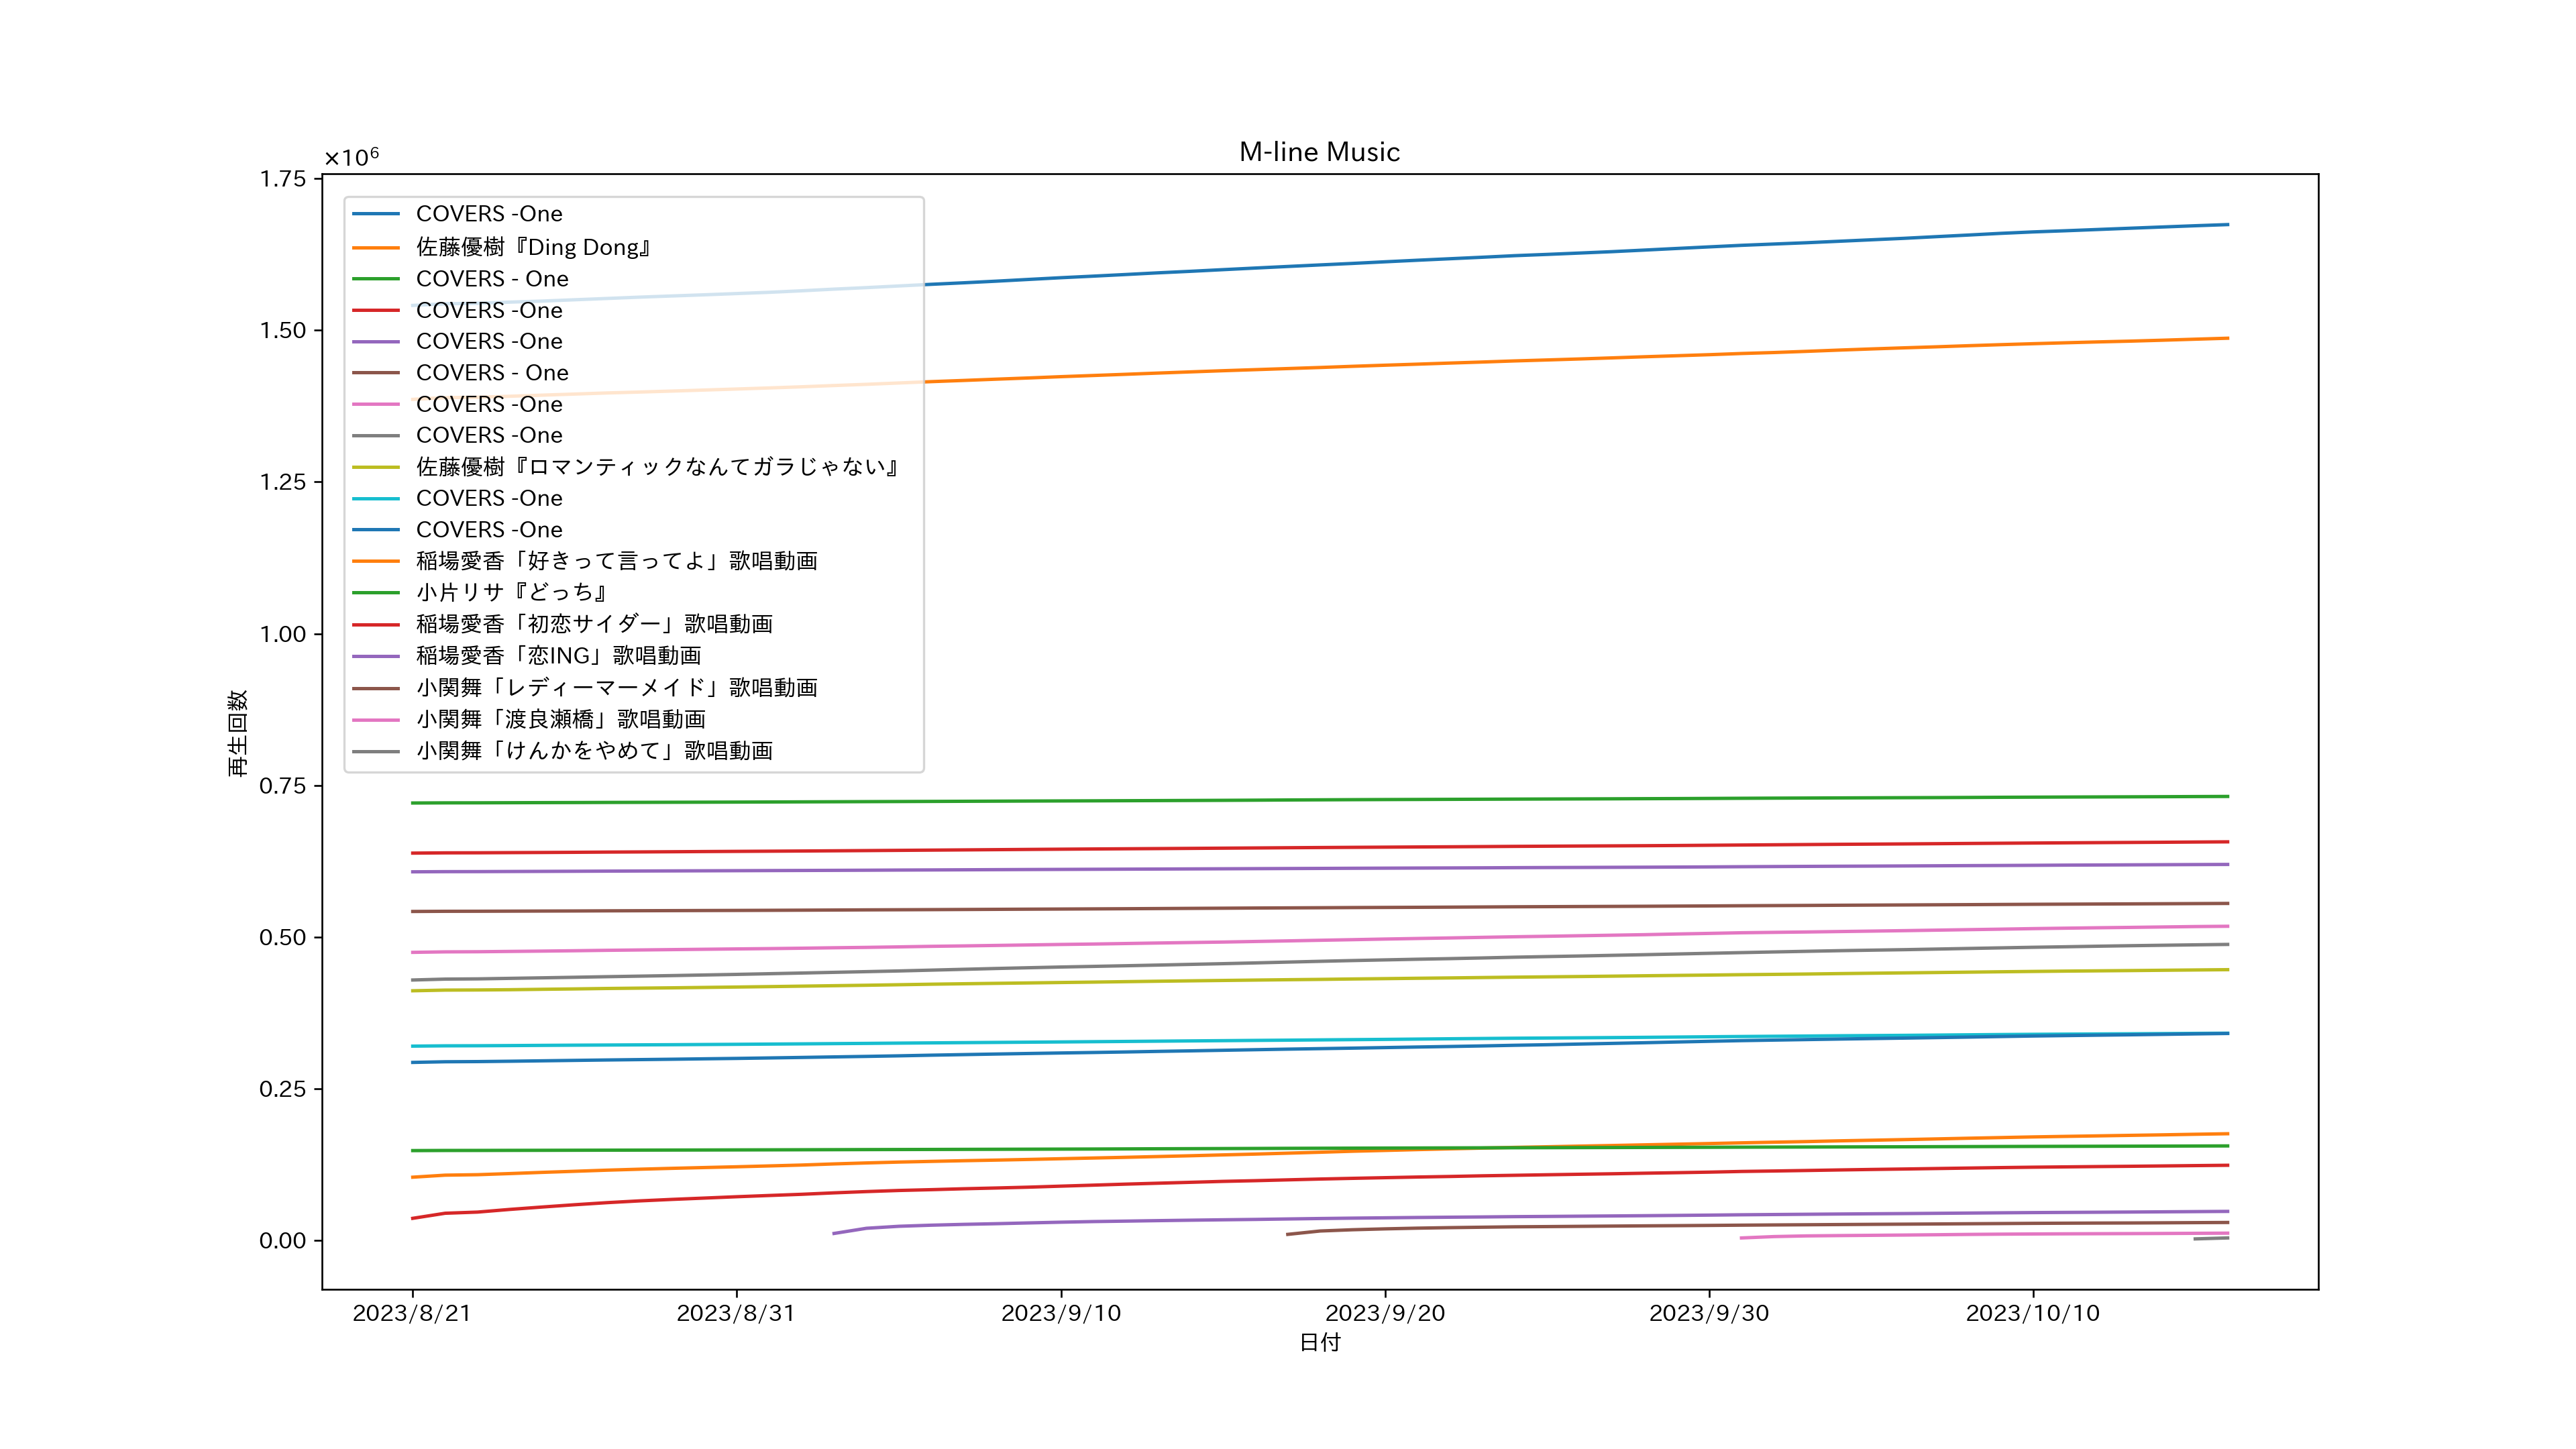 M-line Music
×10⁶
1.75
1.50
1.25
1.00
0.75
0.50
0.25
0.00
再生回数
COVERS -One
佐藤優樹『Ding Dong』
COVERS - One
COVERS -One
COVERS -One
COVERS - One
COVERS -One
COVERS -One
佐藤優樹『ロマンティックなんてガラじゃない』
COVERS -One
COVERS -One
稲場愛香「好きって言ってよ」歌唱動画
小片リサ『どっち』
稲場愛香「初恋サイダー」歌唱動画
稲場愛香「恋ING」歌唱動画
小関舞「レディーマーメイド」歌唱動画
小関舞「渡良瀬橋」歌唱動画
小関舞「けんかをやめて」歌唱動画
2023/8/21
2023/8/31
2023/9/10
2023/9/20
2023/9/30
2023/10/10
日付